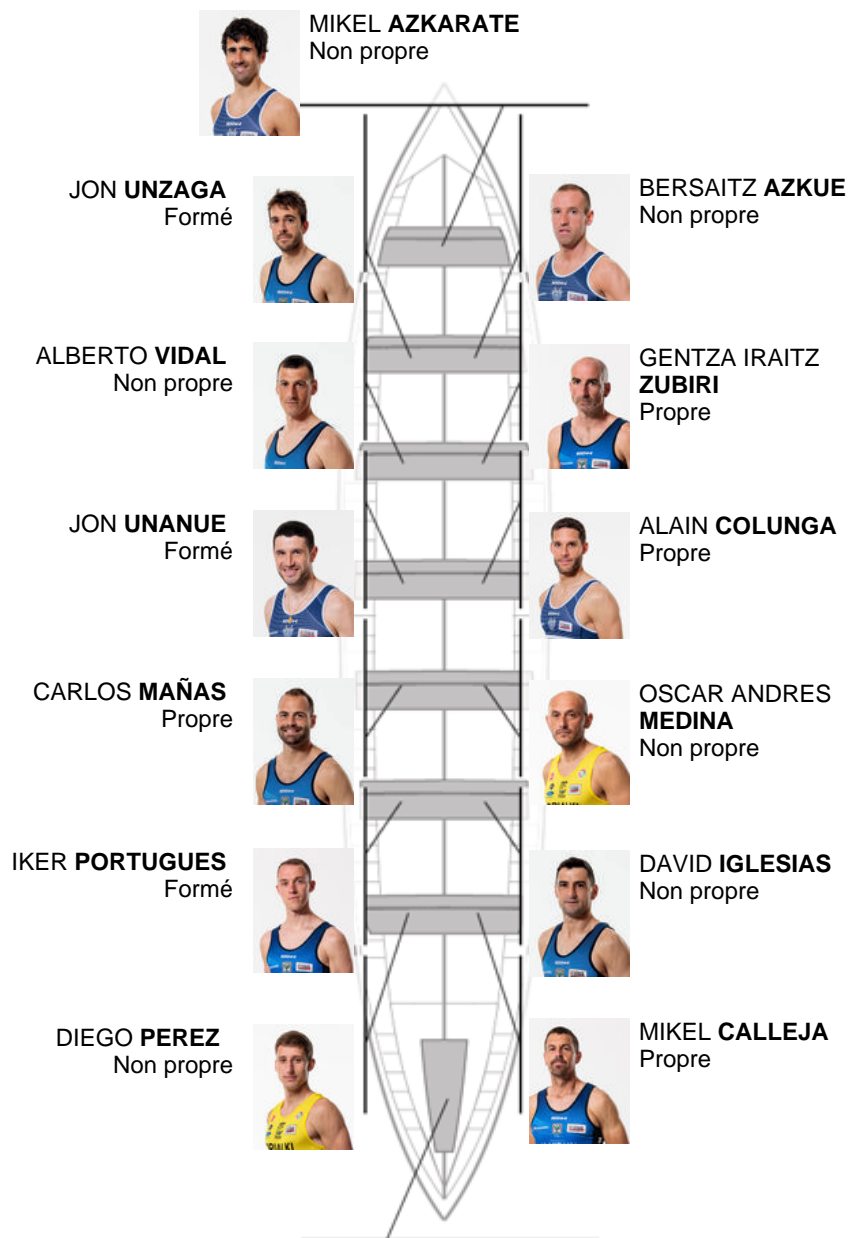 MIKEL AZKARATE
Non propre
JON UNZAGA
Formé
BERSAITZ AZKUE
Non propre
ALBERTO VIDAL
Non propre
GENTZA IRAITZ
ZUBIRI
Propre
JON UNANUE
Formé
ALAIN COLUNGA
Propre
CARLOS MAÑAS
Propre
OSCAR ANDRES
MEDINA
Non propre
IKER PORTUGUES
Formé
DAVID IGLESIAS
Non propre
DIEGO PEREZ
Non propre
MIKEL CALLEJA
Propre